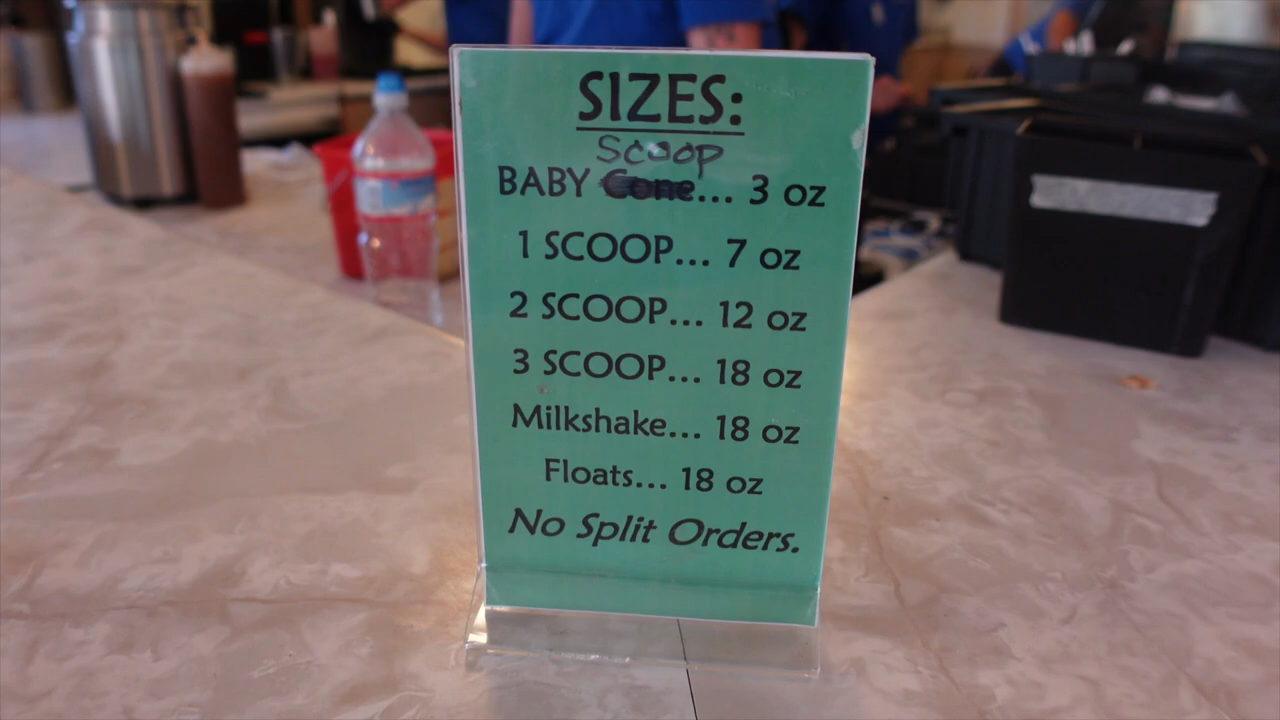 SIZES:
Scoop
BABY Cone... 3 oz
1 SCOOP... 7 oz
2 SCOOP... 12 oz
3 SCOOP... 18 oz
Milkshake... 18 oz
Floats... 18 oz
No Split Orders.